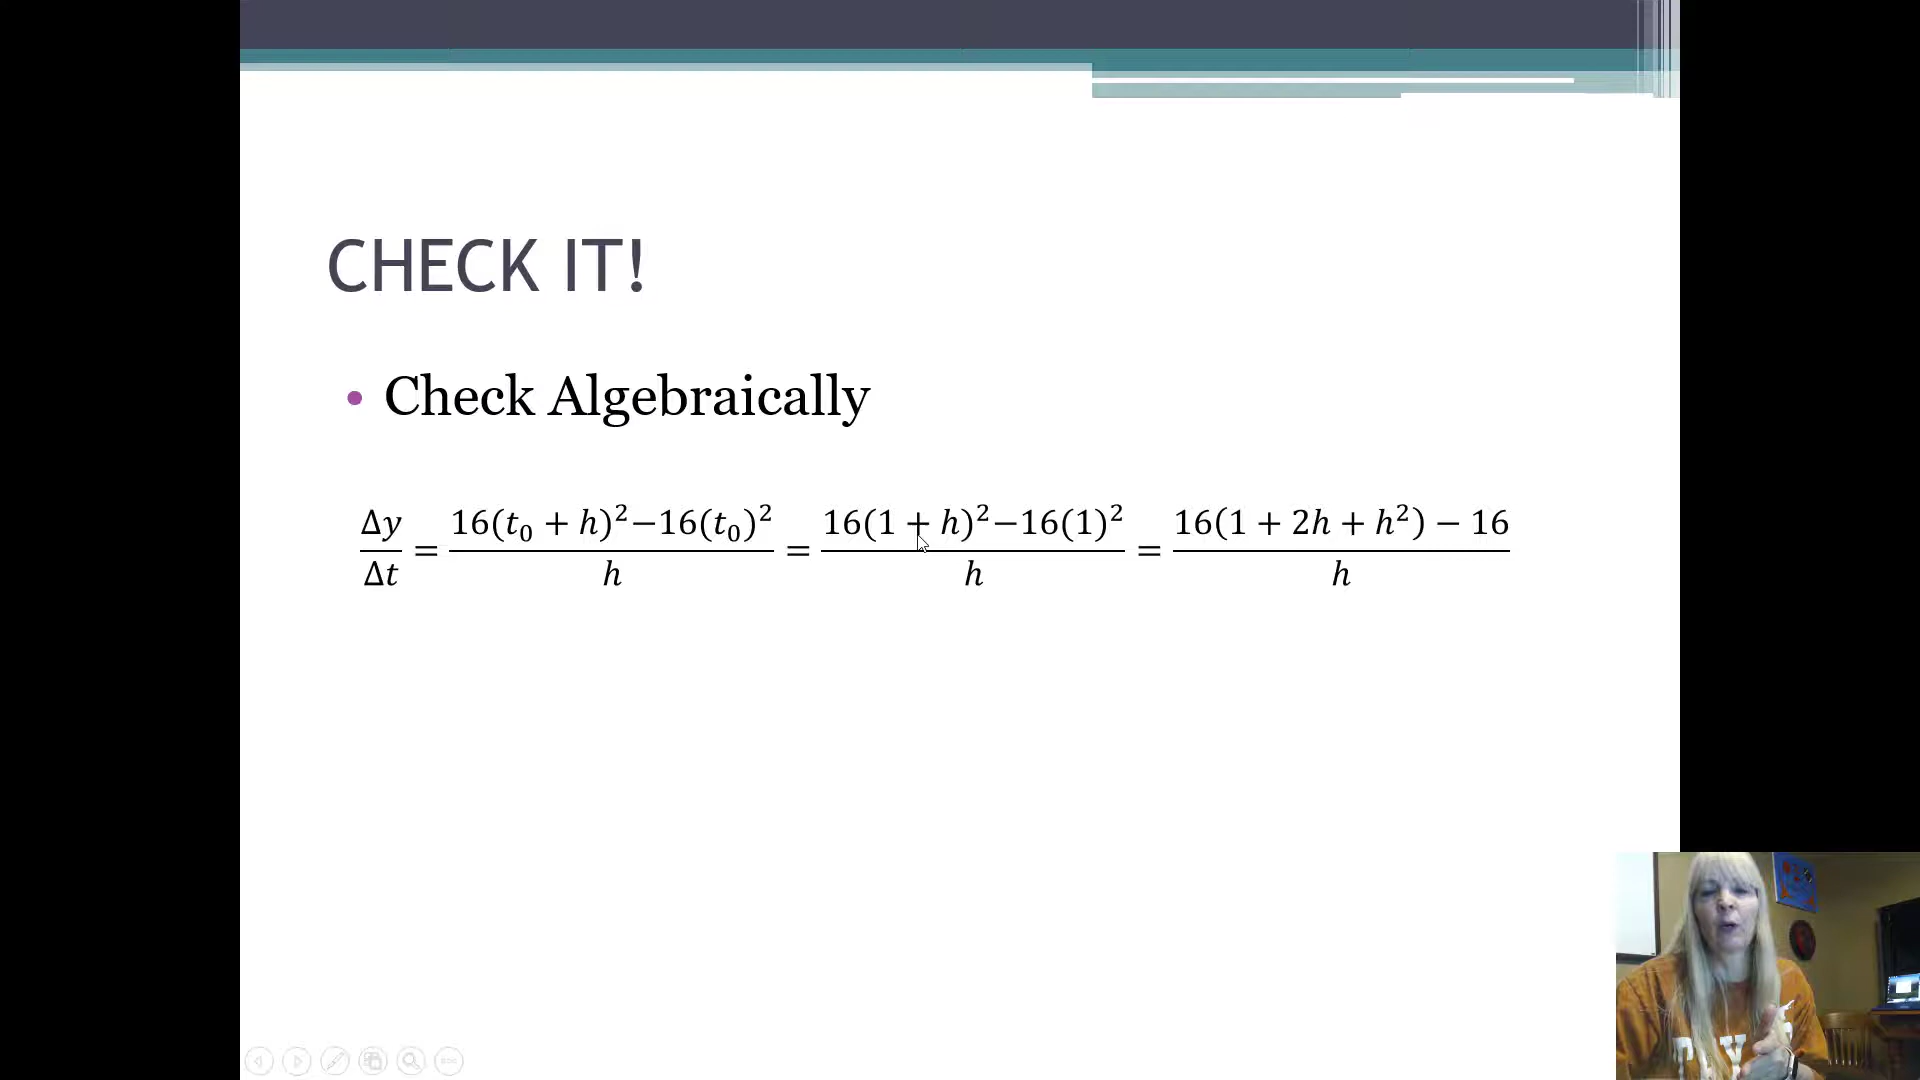 CHECK IT!
• Check Algebraically
Δy/Δt = 16(t₀ + h)²−16(t₀)²/h = 16(1 + h)²−16(1)²/h = 16(1 + 2h + h²) − 16/h